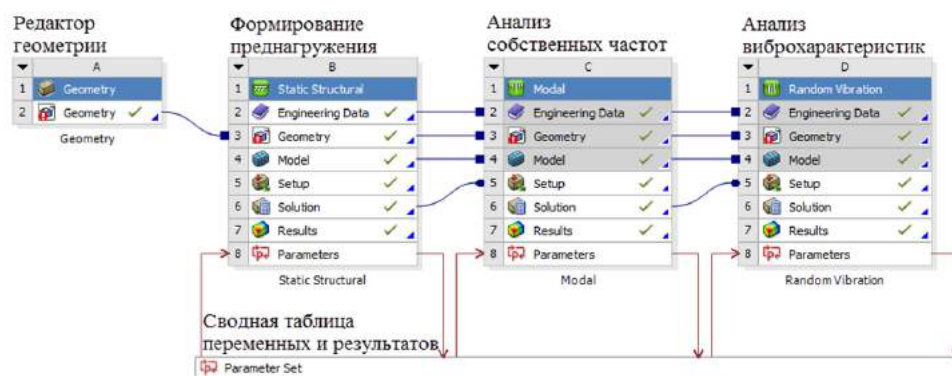 Редактор
геометрии
Формирование
преднагружения
Анализ
собственных частот
Анализ
виброхарактеристик
A
1 Geometry
2 Geometry
Geometry
B
1 Static Structural
2 Engineering Data
3 Geometry
4 Model
5 Setup
6 Solution
7 Results
8 Parameters
Static Structural
C
1 Modal
2 Engineering Data
3 Geometry
4 Model
5 Setup
6 Solution
7 Results
8 Parameters
Modal
D
1 Random Vibration
2 Engineering Data
3 Geometry
4 Model
5 Setup
6 Solution
7 Results
8 Parameters
Random Vibration
Сводная таблица
переменных и результатов
Parameter Set